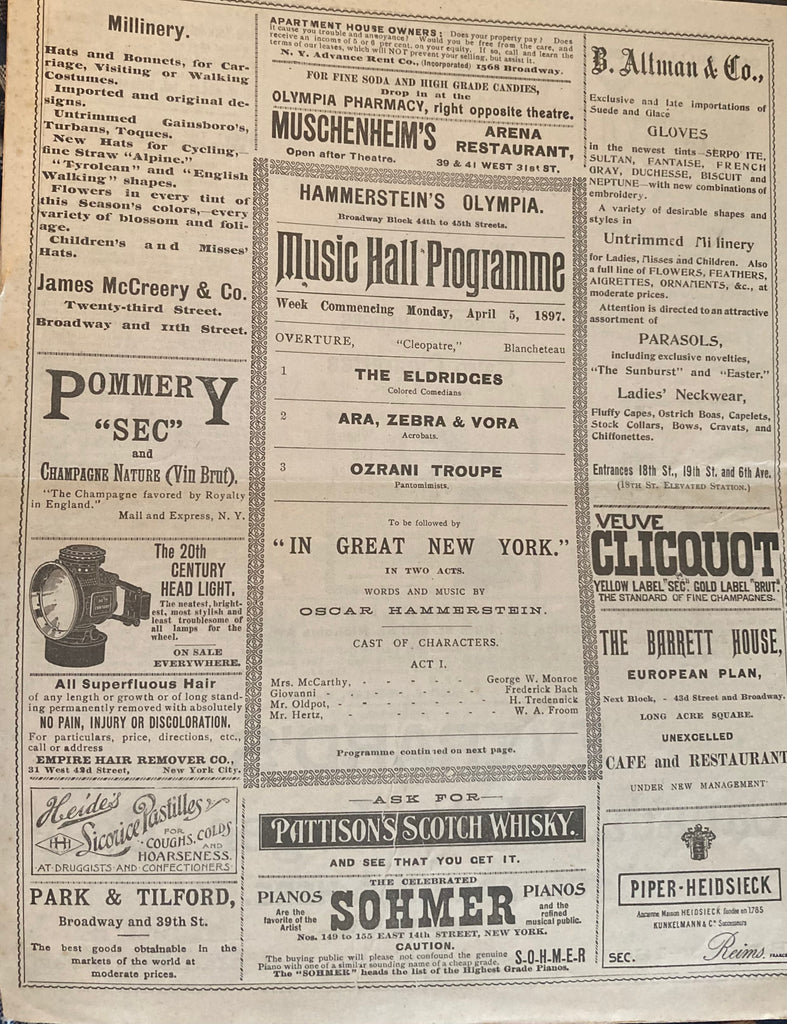 Millinery.
Hats and Bonnets, for Car-
riage, Visiting or Walking
Costumes.
Imported and original de-
signs.
Untrimmed Gainsboro's,
Turbans, Toques.
New Hats for Cycling,—
fine Straw "Alpine."
"Tyrolean" and "English
Walking" shapes.
Flowers in every tint of
this Season's colors,—every
variety of blossom and foli-
age.
Children's and Misses'
Hats.
James McCreery & Co.
Twenty-third Street.
Broadway and 11th Street.
POMMERY
"SEC"
and
CHAMPAGNE NATURE (Vin Brut).
"The Champagne favored by Royalty
in England."
Mail and Express, N. Y.
The 20th
CENTURY
HEAD LIGHT.
The neatest, bright-
est, most stylish and
least troublesome of
all lamps for the
wheel.
ON SALE
EVERYWHERE.
All Superfluous Hair
of any length or growth or of long stand-
ing permanently removed with absolutely
NO PAIN, INJURY OR DISCOLORATION.
For particulars, price, directions, etc.,
call or address
EMPIRE HAIR REMOVER CO.,
31 West 42d Street, New York City.
Heide's
Licorice Pastilles
FOR
COUGHS, COLDS
AND
HOARSENESS.
AT DRUGGISTS AND CONFECTIONERS
PARK & TILFORD,
Broadway and 39th St.
The best goods obtainable in the
markets of the world at
moderate prices.
APARTMENT HOUSE OWNERS; Does your property pay? Does
it cause you trouble and annoyance? Would you be free from the care, and
receive an income of 5 or 6 per cent. on your equity. If so, call and learn the
terms of our leases, which will NOT prevent your selling, but assist it.
N. Y. Advance Rent Co., (Incorporated) 1568 Broadway.
FOR FINE SODA AND HIGH GRADE CANDIES,
Drop in at the
OLYMPIA PHARMACY, right opposite theatre.
MUSCHENHEIM'S ARENA
RESTAURANT,
Open after Theatre. 39 & 41 WEST 31st ST.
HAMMERSTEIN'S OLYMPIA.
Broadway Block 44th to 45th Streets.
Music Hall Programme
Week Commencing Monday, April 5, 1897.
OVERTURE, "Cleopatre," Blancheteau
1 THE ELDRIDGES
Colored Comedians
2 ARA, ZEBRA & VORA
Acrobats.
3 OZRANI TROUPE
Pantomimists.
To be followed by
"IN GREAT NEW YORK."
IN TWO ACTS.
WORDS AND MUSIC BY
OSCAR HAMMERSTEIN.
CAST OF CHARACTERS.
ACT I.
Mrs. McCarthy, - - - - - George W. Monroe
Giovanni - - - - - - Frederick Bach
Mr. Oldpot, - - - - - - H. Tredennick
Mr. Hertz, - - - - - - W. A. Froom
Programme continued on next page.
ASK FOR
PATTISON'S SCOTCH WHISKY.
AND SEE THAT YOU GET IT.
THE CELEBRATED
PIANOS SOHMER PIANOS
Are the
favorite of the
Artist
and the
refined
musical public.
Nos. 149 to 155 EAST 14th STREET, NEW YORK.
CAUTION.
The buying public will please not confound the genuine S-O-H-M-E-R
Piano with one of a similar sounding name of a cheap grade.
The "SOHMER" heads the list of the Highest Grade Pianos.
B. Altman & Co.,
Exclusive and late importations of
Suede and Glace
GLOVES
in the newest tints—SERPO ITE,
SULTAN, FANTAISE, FRENCH
GRAY, DUCHESSE, BISCUIT and
NEPTUNE—with new combinations of
embroidery.
A variety of desirable shapes and
styles in
Untrimmed Millinery
for Ladies, Misses and Children. Also
a full line of FLOWERS, FEATHERS,
AIGRETTES, ORNAMENTS, &c., at
moderate prices.
Attention is directed to an attractive
assortment of
PARASOLS,
including exclusive novelties,
"The Sunburst" and "Easter."
Ladies' Neckwear,
Fluffy Capes, Ostrich Boas, Capelets,
Stock Collars, Bows, Cravats, and
Chiffonettes.
Entrances 18th St., 19th St. and 6th Ave.
(18TH ST. ELEVATED STATION.)
VEUVE
CLICQUOT
YELLOW LABEL "SEC." GOLD LABEL "BRUT."
THE STANDARD OF FINE CHAMPAGNES.
THE BARRETT HOUSE,
EUROPEAN PLAN,
Next Block, - 43d Street and Broadway.
LONG ACRE SQUARE.
UNEXCELLED
CAFE and RESTAURANT
UNDER NEW MANAGEMENT
PIPER-HEIDSIECK
Ancienne Maison HEIDSIECK fondée en 1785
KUNKELMANN & Co Successeurs
Reims. FRANCE
SEC.